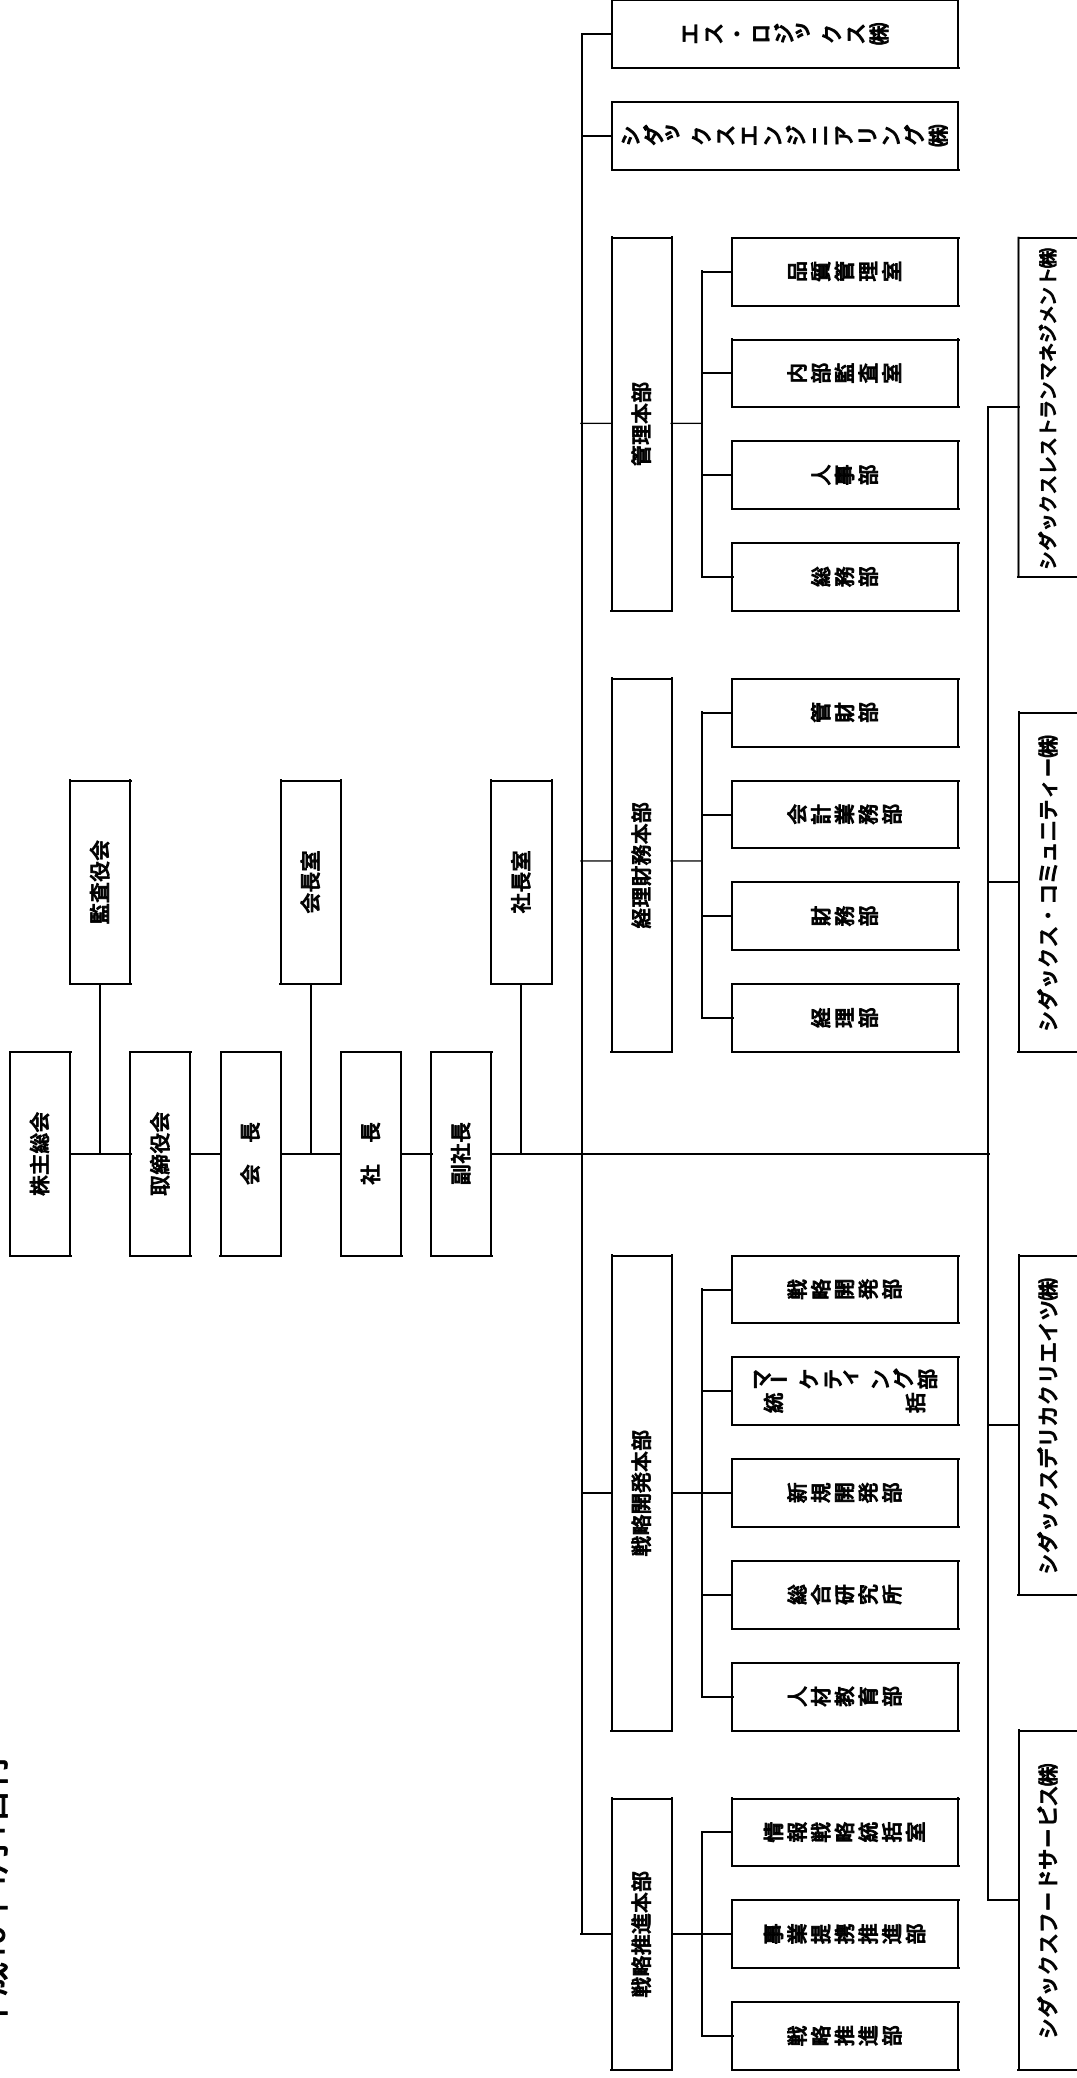 株主総会
監査役会
取締役会
会　長
会長室
社　長
副社長
社長室
戦略推進本部
戦略開発本部
経理財務本部
管理本部
シダックスエンジニアリング㈱
エス・ロジックス㈱
戦略推進部
事業提携推進部
情報戦略統括室
人材教育部
総合研究所
新規開発部
マーケティング部
統括
戦略開発部
経理部
財務部
会計業務部
管財部
総務部
人事部
内部監査室
品質管理室
シダックスフードサービス㈱
シダックスデリカクリエイツ㈱
シダックス・コミュニティー㈱
シダックスレストランマネジメント㈱